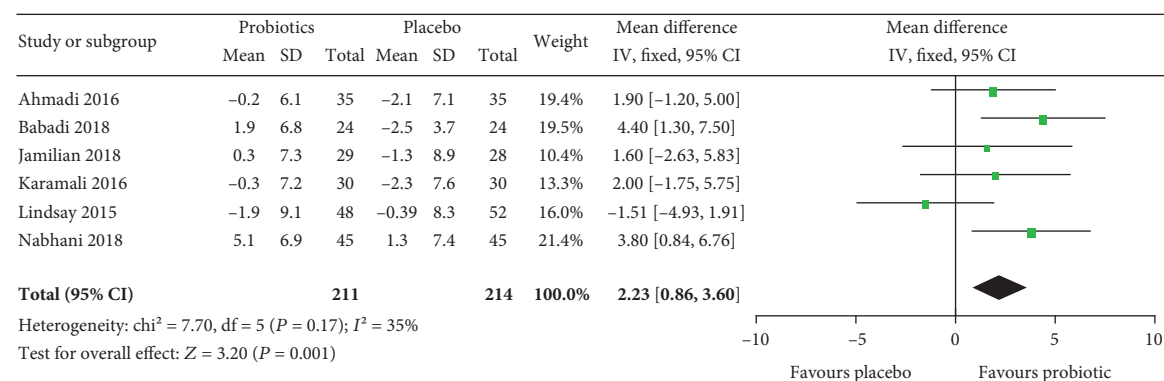 Study or subgroup Probiotics Placebo Weight Mean difference Mean difference
Mean SD Total Mean SD Total IV, fixed, 95% CI IV, fixed, 95% CI
Ahmadi 2016 –0.2 6.1 35 –2.1 7.1 35 19.4% 1.90 [–1.20, 5.00]
Babadi 2018 1.9 6.8 24 –2.5 3.7 24 19.5% 4.40 [1.30, 7.50]
Jamilian 2018 0.3 7.3 29 –1.3 8.9 28 10.4% 1.60 [–2.63, 5.83]
Karamali 2016 –0.3 7.2 30 –2.3 7.6 30 13.3% 2.00 [–1.75, 5.75]
Lindsay 2015 –1.9 9.1 48 –0.39 8.3 52 16.0% –1.51 [–4.93, 1.91]
Nabhani 2018 5.1 6.9 45 1.3 7.4 45 21.4% 3.80 [0.84, 6.76]
Total (95% CI) 211 214 100.0% 2.23 [0.86, 3.60]
Heterogeneity: chi² = 7.70, df = 5 (P = 0.17); I² = 35%
Test for overall effect: Z = 3.20 (P = 0.001)
–10 –5 0 5 10
Favours placebo Favours probiotic